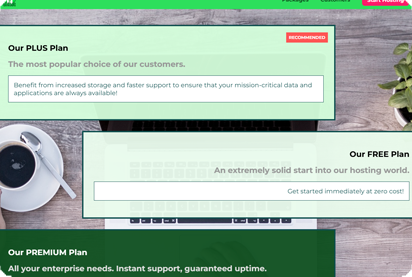 Packages
Customers
Start Hosting
RECOMMENDED
Our PLUS Plan
The most popular choice of our customers.
Benefit from increased storage and faster support to ensure that your mission-critical data and
applications are always available!
Our FREE Plan
An extremely solid start into our hosting world.
Get started immediately at zero cost!
Our PREMIUM Plan
All your enterprise needs. Instant support, guaranteed uptime.